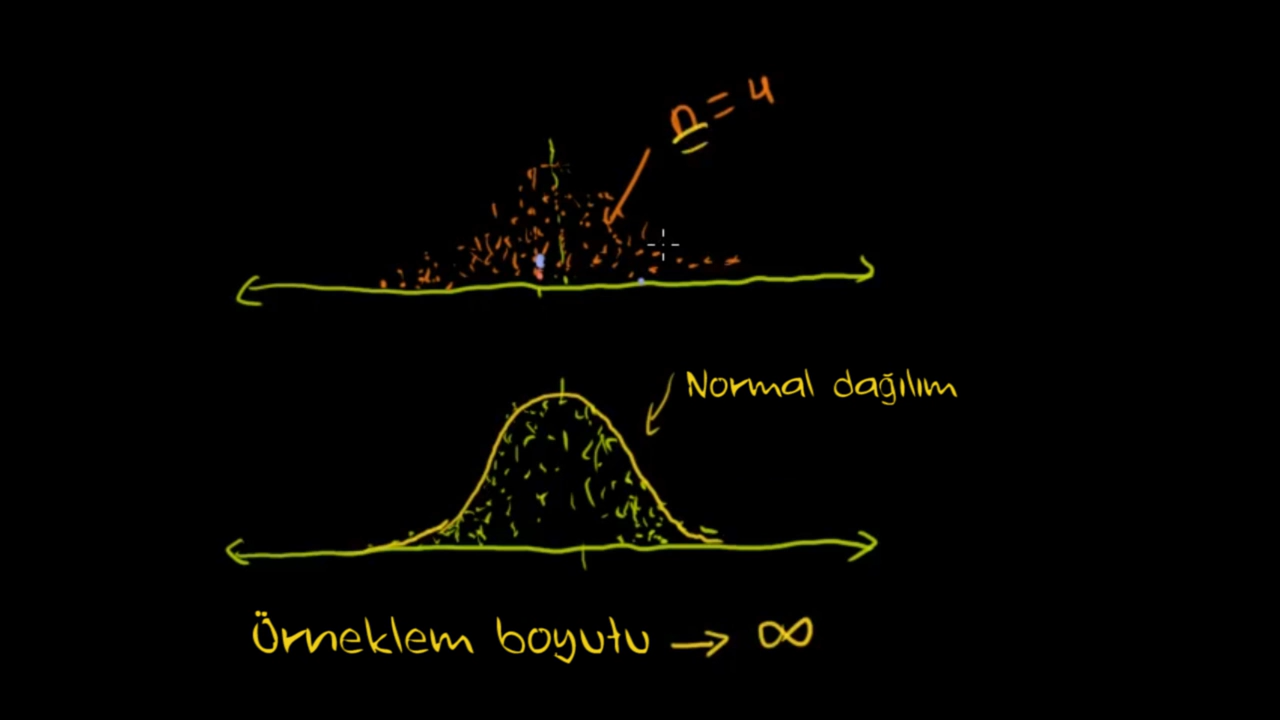 n = 4
Normal dağılım
Örneklem boyutu → ∞